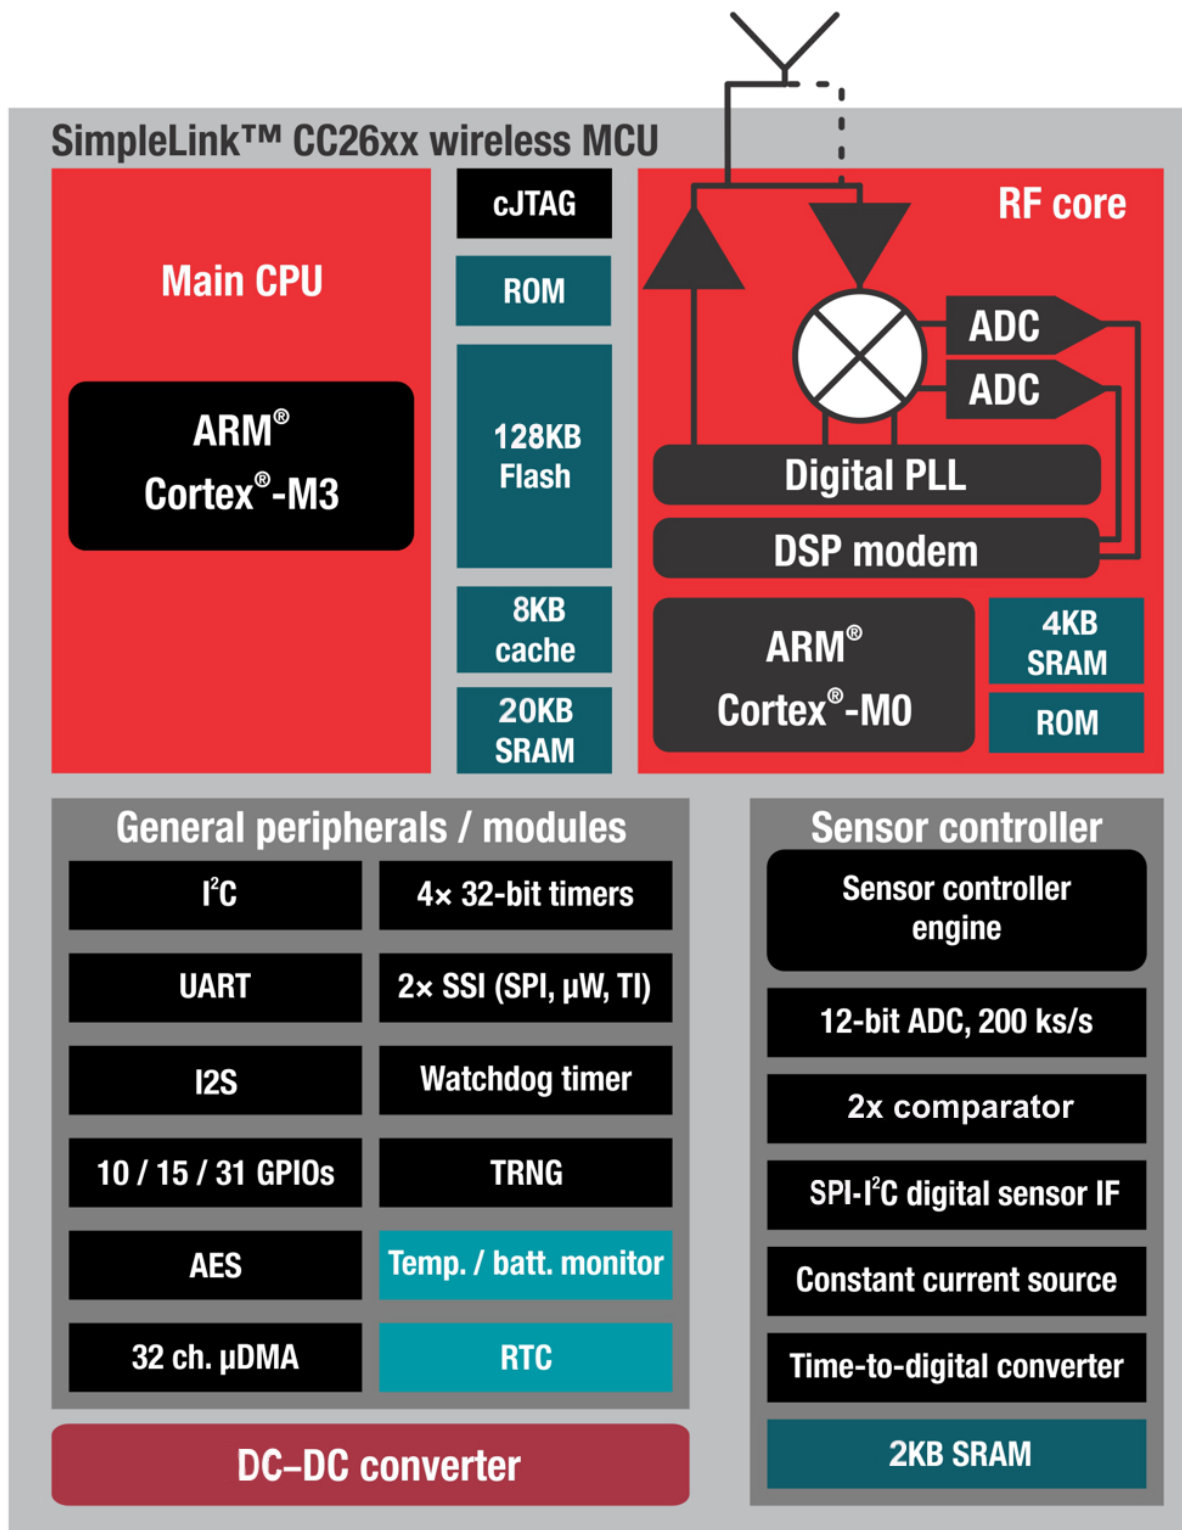 SimpleLink™ CC26xx wireless MCU
Main CPU
ARM®
Cortex®-M3
cJTAG
ROM
128KB
Flash
8KB
cache
20KB
SRAM
RF core
ADC
ADC
Digital PLL
DSP modem
ARM®
Cortex®-M0
4KB
SRAM
ROM
General peripherals / modules
I²C
4× 32-bit timers
UART
2× SSI (SPI, µW, TI)
I2S
Watchdog timer
10 / 15 / 31 GPIOs
TRNG
AES
Temp. / batt. monitor
32 ch. µDMA
RTC
DC–DC converter
Sensor controller
Sensor controller
engine
12-bit ADC, 200 ks/s
2x comparator
SPI-I²C digital sensor IF
Constant current source
Time-to-digital converter
2KB SRAM